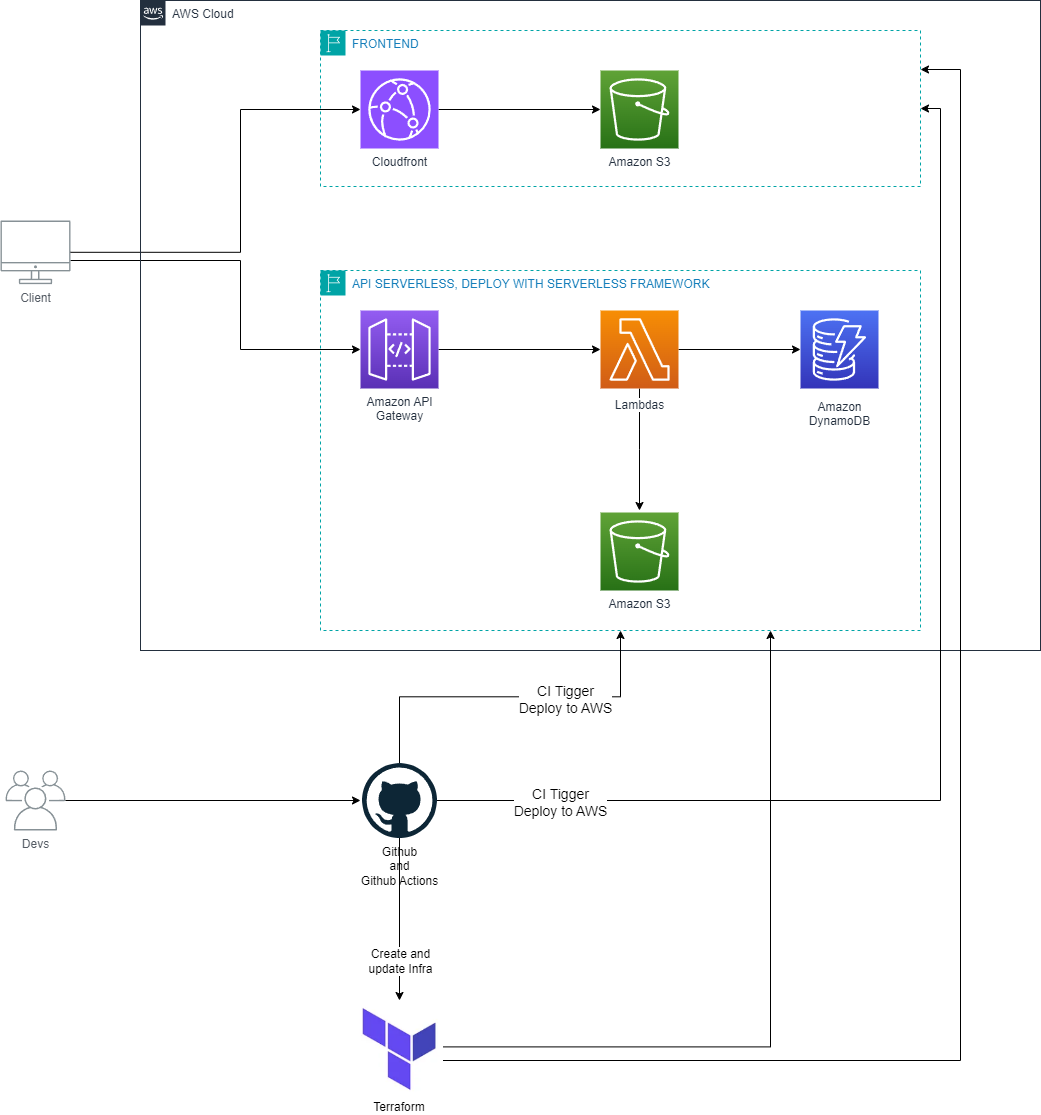 aws
AWS Cloud
FRONTEND
Cloudfront
Amazon S3
Client
API SERVERLESS, DEPLOY WITH SERVERLESS FRAMEWORK
</>
Amazon API
Gateway
Lambdas
Amazon
DynamoDB
Amazon S3
CI Tigger
Deploy to AWS
CI Tigger
Deploy to AWS
Devs
Github
and
Github Actions
Create and
update Infra
Terraform